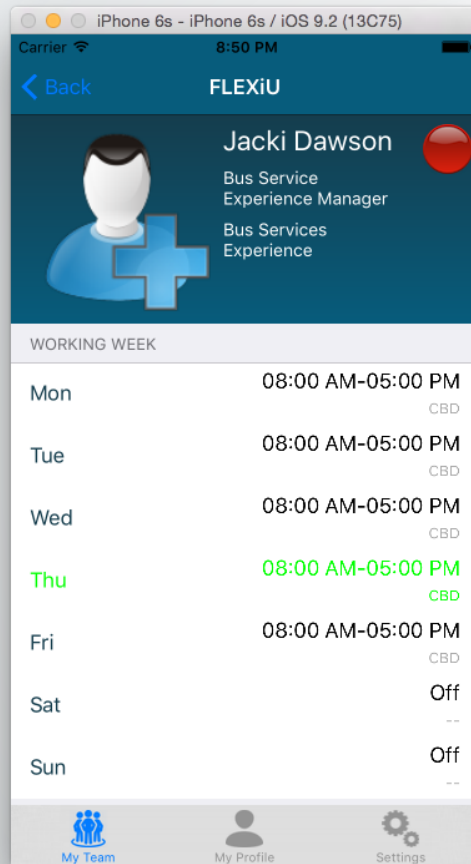 iPhone 6s - iPhone 6s / iOS 9.2 (13C75)
Carrier 8:50 PM
Back FLEXiU
Jacki Dawson
Bus Service
Experience Manager
Bus Services
Experience
WORKING WEEK
Mon 08:00 AM-05:00 PM
CBD
Tue 08:00 AM-05:00 PM
CBD
Wed 08:00 AM-05:00 PM
CBD
Thu 08:00 AM-05:00 PM
CBD
Fri 08:00 AM-05:00 PM
CBD
Sat Off
--
Sun Off
--
My Team My Profile Settings